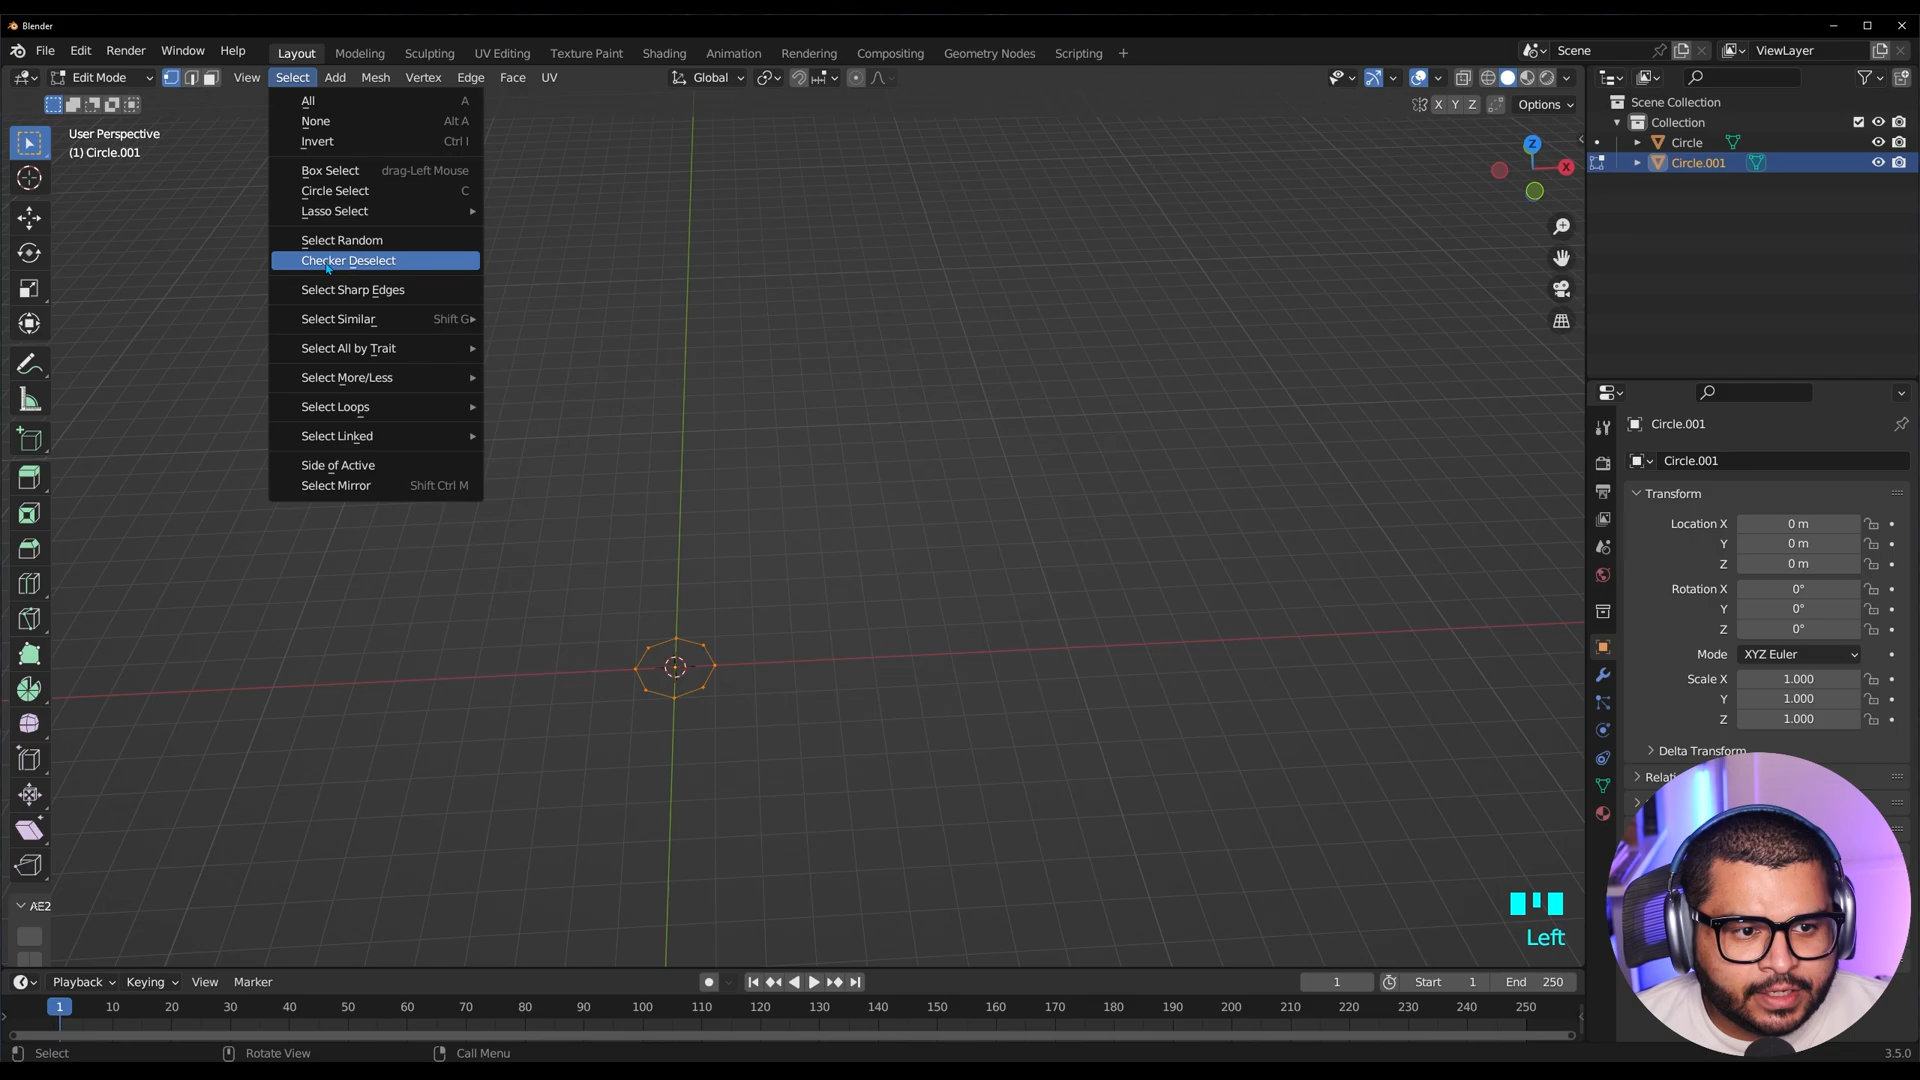 Blender
File Edit Render Window Help Layout Modeling Sculpting UV Editing Texture Paint Shading Animation Rendering Compositing Geometry Nodes Scripting + Scene ViewLayer
Edit Mode View Select Add Mesh Vertex Edge Face UV Global
X Y Z Options
User Perspective
(1) Circle.001
All A
None Alt A
Invert Ctrl I
Box Select drag-Left Mouse
Circle Select C
Lasso Select
Select Random
Checker Deselect
Select Sharp Edges
Select Similar Shift G
Select All by Trait
Select More/Less
Select Loops
Select Linked
Side of Active
Select Mirror Shift Ctrl M
Z
X
Scene Collection
Collection
Circle
Circle.001
Circle.001
Circle.001
Transform
Location X 0 m
Y 0 m
Z 0 m
Rotation X 0°
Y 0°
Z 0°
Mode XYZ Euler
Scale X 1.000
Y 1.000
Z 1.000
Delta Transform
Relati
AE2
Left
Playback Keying View Marker 1 Start 1 End 250
1 10 20 30 40 50 60 70 80 90 100 110 120 130 140 150 160 170 180 190 200 210 220 230 240 250
Select Rotate View Call Menu 3.5.0